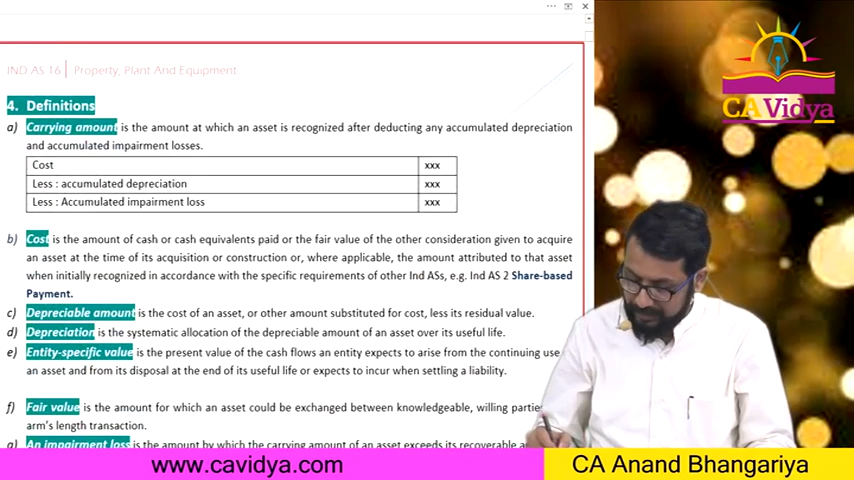 IND AS 16 Property, Plant And Equipment
4. Definitions
a) Carrying amount is the amount at which an asset is recognized after deducting any accumulated depreciation
and accumulated impairment losses.
Cost xxx
Less : accumulated depreciation xxx
Less : Accumulated impairment loss xxx
b) Cost is the amount of cash or cash equivalents paid or the fair value of the other consideration given to acquire
an asset at the time of its acquisition or construction or, where applicable, the amount attributed to that asset
when initially recognized in accordance with the specific requirements of other Ind ASs, e.g. Ind AS 2 Share-based
Payment.
c) Depreciable amount is the cost of an asset, or other amount substituted for cost, less its residual value.
d) Depreciation is the systematic allocation of the depreciable amount of an asset over its useful life.
e) Entity-specific value is the present value of the cash flows an entity expects to arise from the continuing use
an asset and from its disposal at the end of its useful life or expects to incur when settling a liability.
f) Fair value is the amount for which an asset could be exchanged between knowledgeable, willing parties
arm's length transaction.
An impairment loss is the amount by which the carrying amount of an asset exceeds its recoverable
CA Vidya
www.cavidya.com
CA Anand Bhangariya